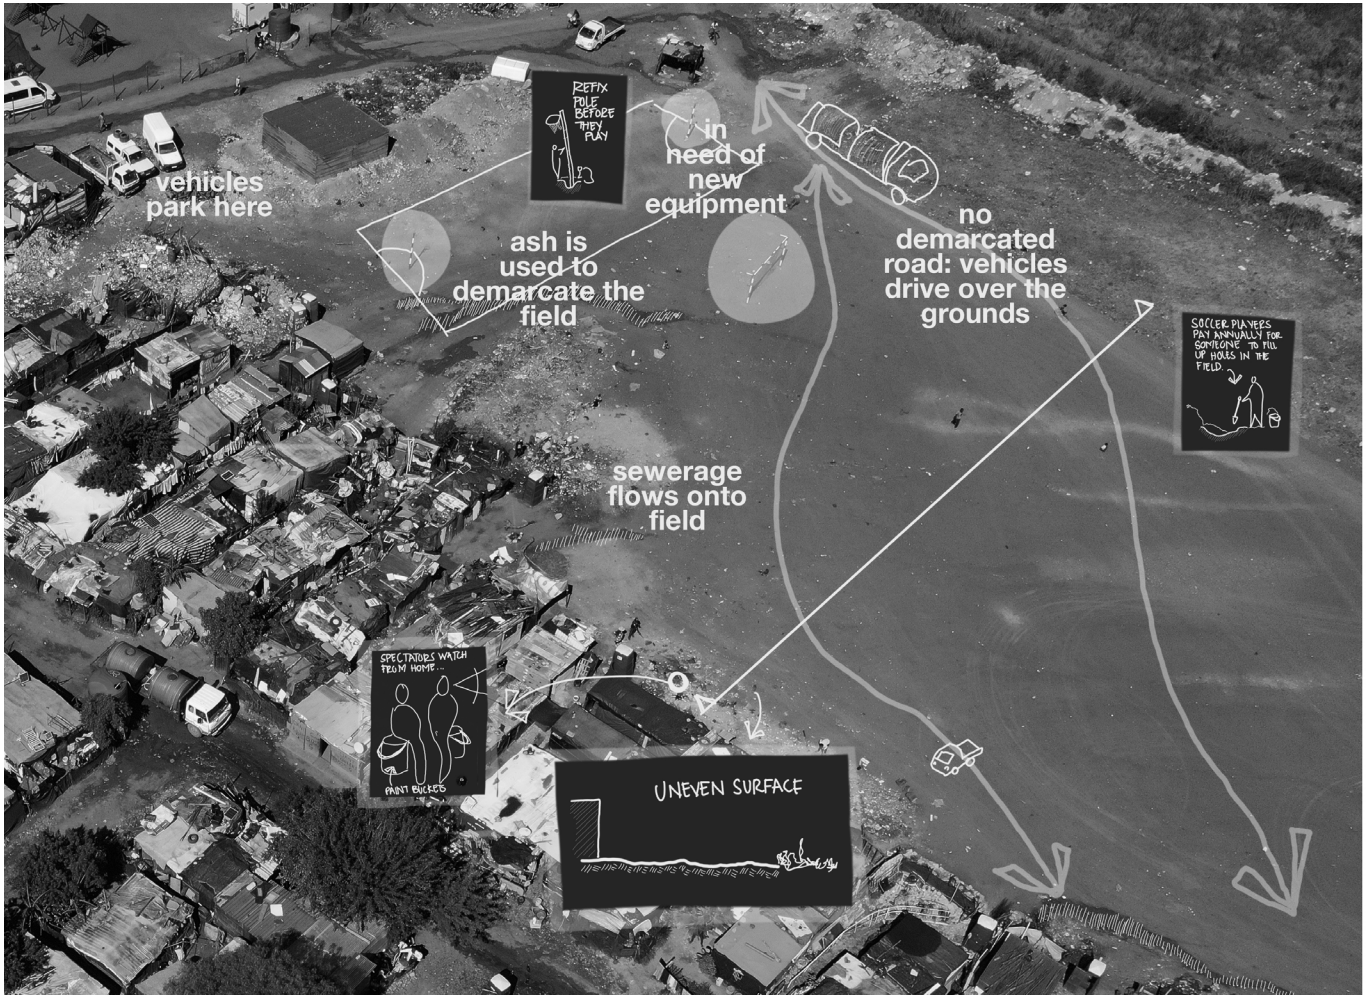 REFIX
POLE
BEFORE
THEY
PLAY
in
need of
new
equipment
vehicles
park here
ash is
used to
demarcate the
field
no
demarcated
road: vehicles
drive over the
grounds
SOCCER PLAYERS
PAY ANNUALLY FOR
SOMEONE TO FILL
UP HOLES IN THE
FIELD.
sewerage
flows onto
field
SPECTATORS WATCH
FROM HOME...
PAINT BUCKETS
UNEVEN SURFACE